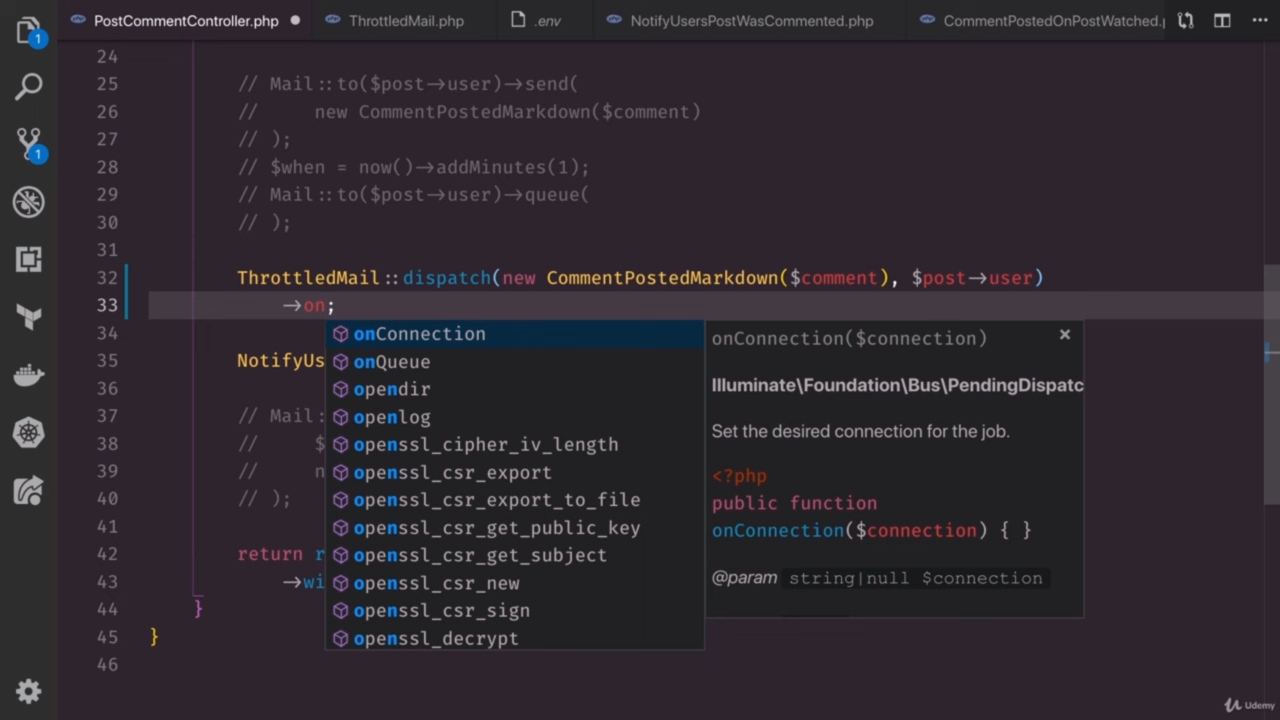 PostCommentController.php
ThrottledMail.php
.env
NotifyUsersPostWasCommented.php
CommentPostedOnPostWatched.p
1
1
24
25 // Mail::to($post->user)->send(
26 // new CommentPostedMarkdown($comment)
27 // );
28 // $when = now()->addMinutes(1);
29 // Mail::to($post->user)->queue(
30 // );
31
32 ThrottledMail::dispatch(new CommentPostedMarkdown($comment), $post->user)
33 ->on;
34
35 NotifyUs
36
37 // Mail:
38 // $
39 // n
40 // );
41
42 return r
43 ->wi
44 }
45 }
46
onConnection
onQueue
opendir
openlog
openssl_cipher_iv_length
openssl_csr_export
openssl_csr_export_to_file
openssl_csr_get_public_key
openssl_csr_get_subject
openssl_csr_new
openssl_csr_sign
openssl_decrypt
onConnection($connection)
Illuminate\Foundation\Bus\PendingDispatc
Set the desired connection for the job.
<?php
public function
onConnection($connection) { }
@param string|null $connection
Udemy